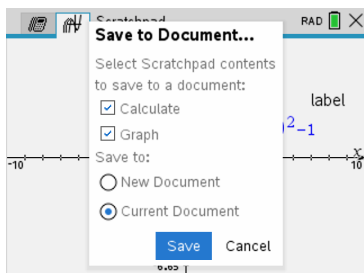 Scratchpad
RAD
Save to Document...
Select Scratchpad contents
to save to a document:
Calculate
Graph
Save to:
New Document
Current Document
Save Cancel
label
)²-1
x
-10
10
6.65